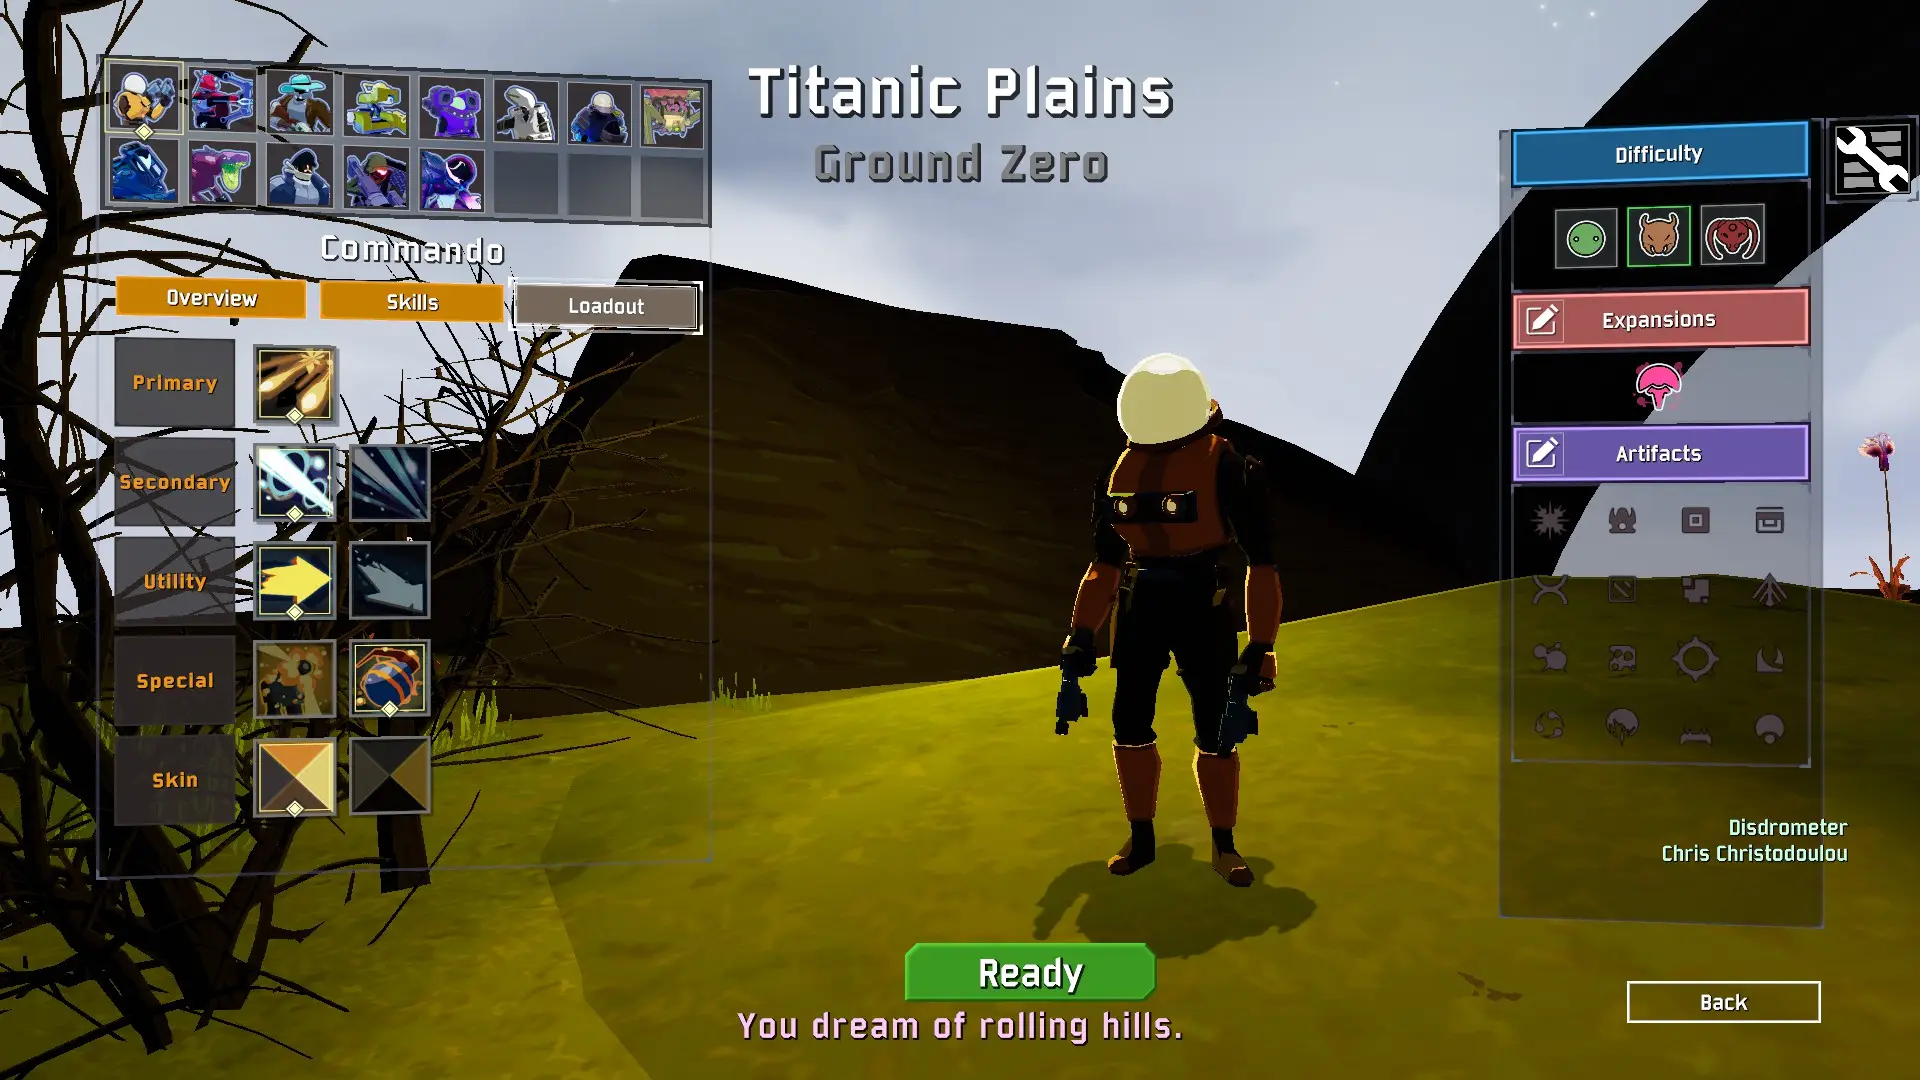 Titanic Plains
Ground Zero
Commando
Overview
Skills
Loadout
Primary
Secondary
Utility
Special
Skin
Difficulty
Expansions
Artifacts
Disdrometer
Chris Christodoulou
Ready
You dream of rolling hills.
Back